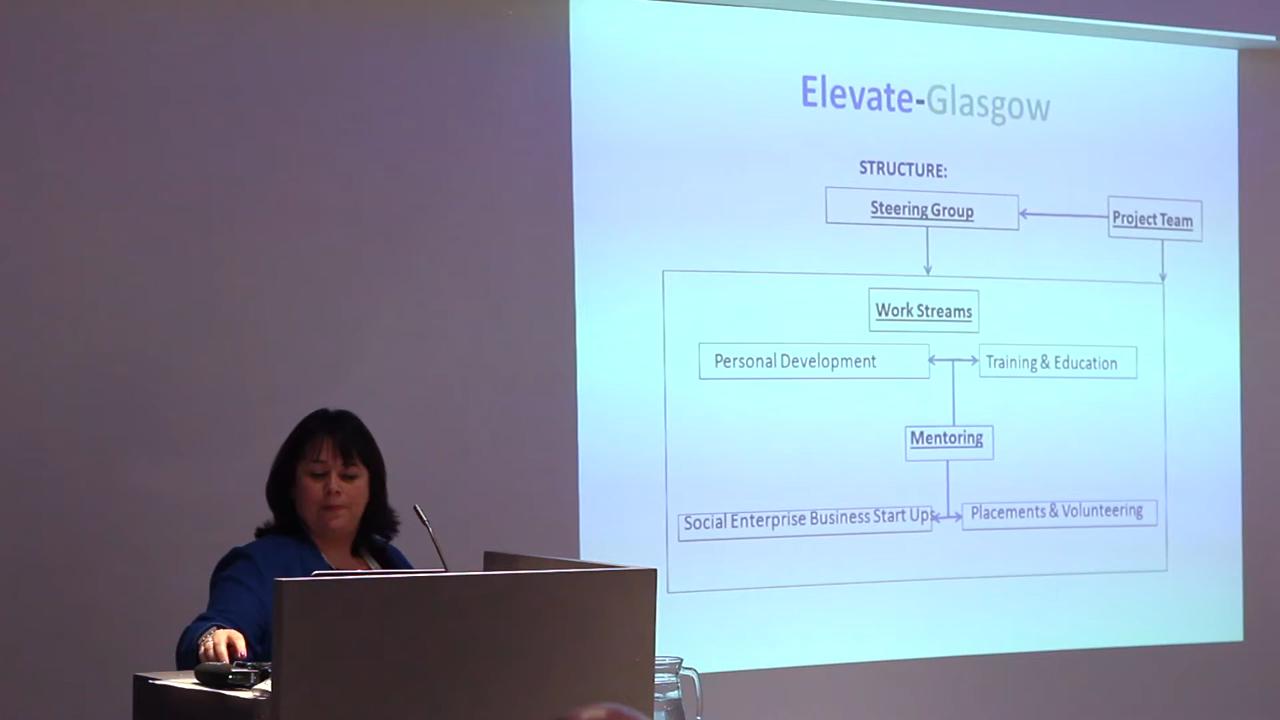 Elevate-Glasgow
STRUCTURE:
Steering Group
Project Team
Work Streams
Personal Development
Training & Education
Mentoring
Social Enterprise Business Start Ups
Placements & Volunteering